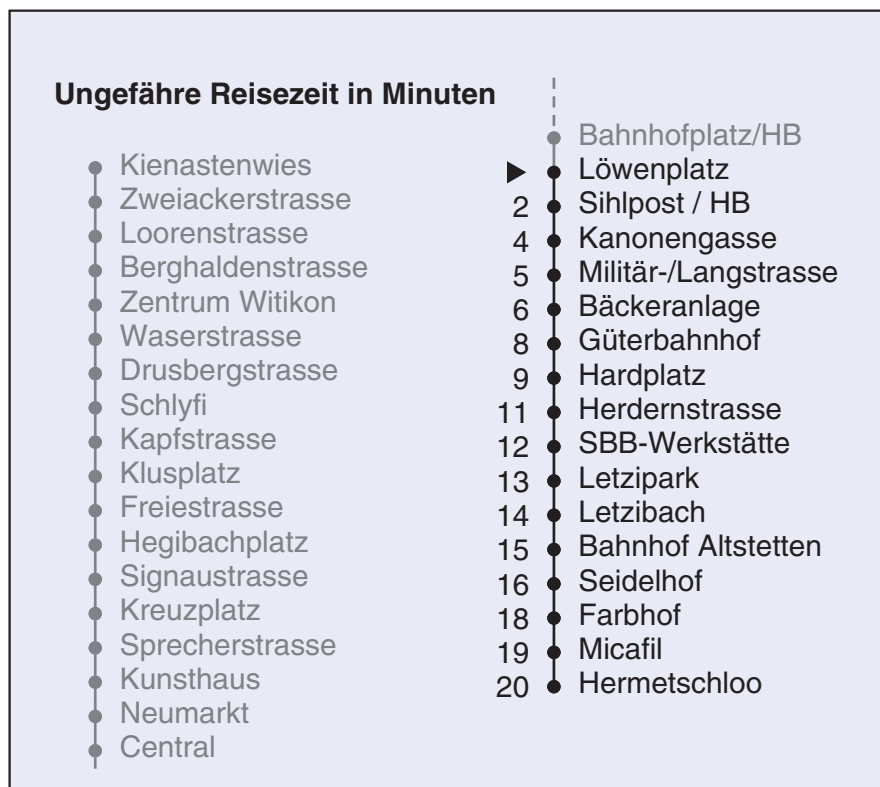 Ungefähre Reisezeit in Minuten
Kienastenwies
Zweiackerstrasse
Loorenstrasse
Berghaldenstrasse
Zentrum Witikon
Waserstrasse
Drusbergstrasse
Schlyfi
Kapfstrasse
Klusplatz
Freiestrasse
Hegibachplatz
Signaustrasse
Kreuzplatz
Sprecherstrasse
Kunsthaus
Neumarkt
Central
Bahnhofplatz/HB
Löwenplatz
2 Sihlpost / HB
4 Kanonengasse
5 Militär-/Langstrasse
6 Bäckeranlage
8 Güterbahnhof
9 Hardplatz
11 Herdernstrasse
12 SBB-Werkstätte
13 Letzipark
14 Letzibach
15 Bahnhof Altstetten
16 Seidelhof
18 Farbhof
19 Micafil
20 Hermetschloo